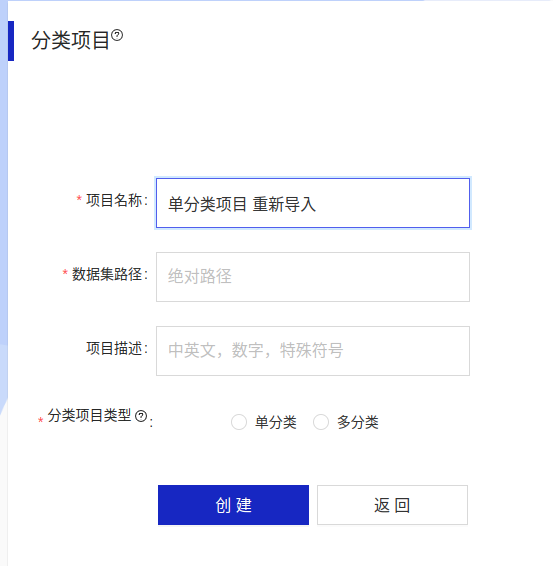 分类项目?
* 项目名称: 单分类项目 重新导入
* 数据集路径: 绝对路径
项目描述: 中英文，数字，特殊符号
* 分类项目类型?: 单分类 多分类
创 建 返 回